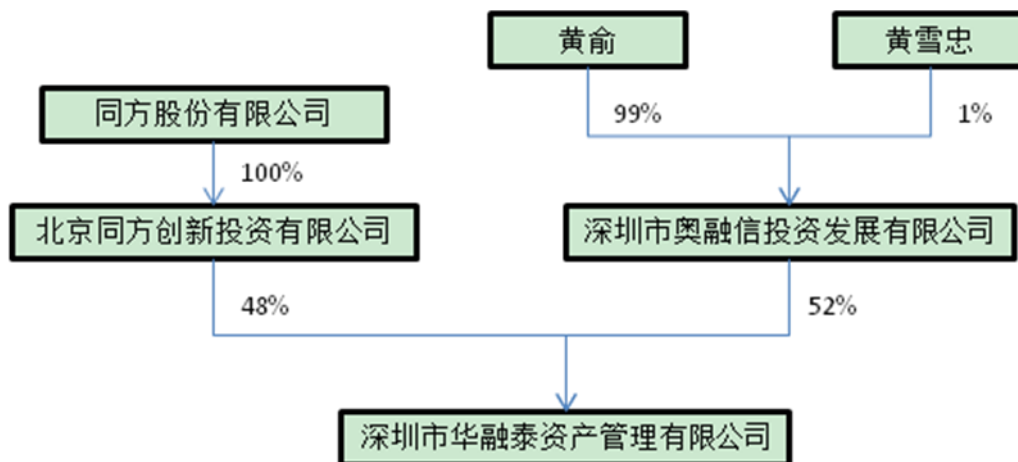 黄俞
黄雪忠
同方股份有限公司
99%
1%
100%
北京同方创新投资有限公司
深圳市奥融信投资发展有限公司
48%
52%
深圳市华融泰资产管理有限公司